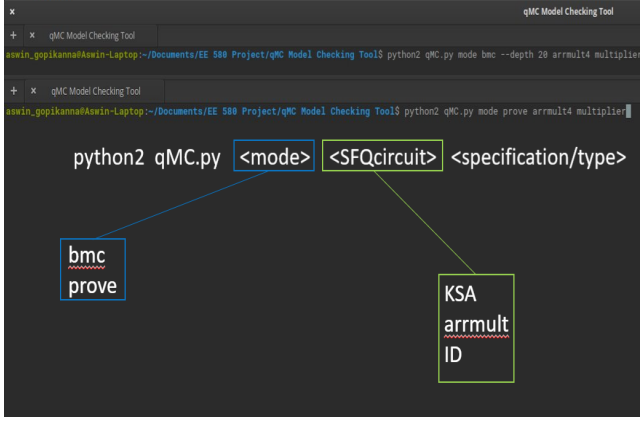 × qMC Model Checking Tool
+ × qMC Model Checking Tool
aswin_gopikanna@Aswin-Laptop:~/Documents/EE 580 Project/qMC Model Checking Tool$ python2 qMC.py mode bmc --depth 20 arrmult4 multiplier
+ × qMC Model Checking Tool
aswin_gopikanna@Aswin-Laptop:~/Documents/EE 580 Project/qMC Model Checking Tool$ python2 qMC.py mode prove arrmult4 multiplier
python2 qMC.py <mode> <SFQcircuit> <specification/type>
bmc
prove
KSA
arrmult
ID